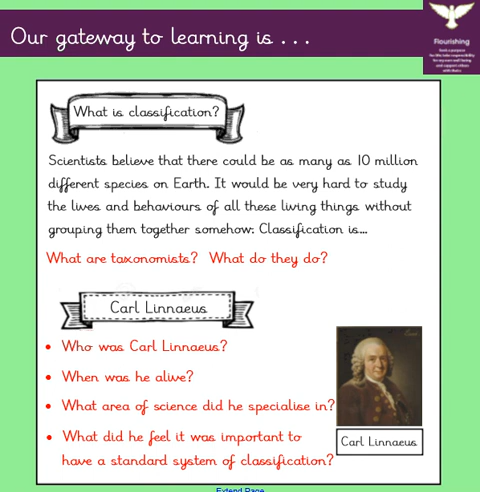 Our gateway to learning is . . .
Flourishing
What is classification?
Scientists believe that there could be as many as 10 million
different species on Earth. It would be very hard to study
the lives and behaviours of all these living things without
grouping them together somehow. Classification is...
What are taxonomists? What do they do?
Carl Linnaeus
• Who was Carl Linnaeus?
• When was he alive?
• What area of science did he specialise in?
• What did he feel it was important to
have a standard system of classification?
Carl Linnaeus
Extend Page